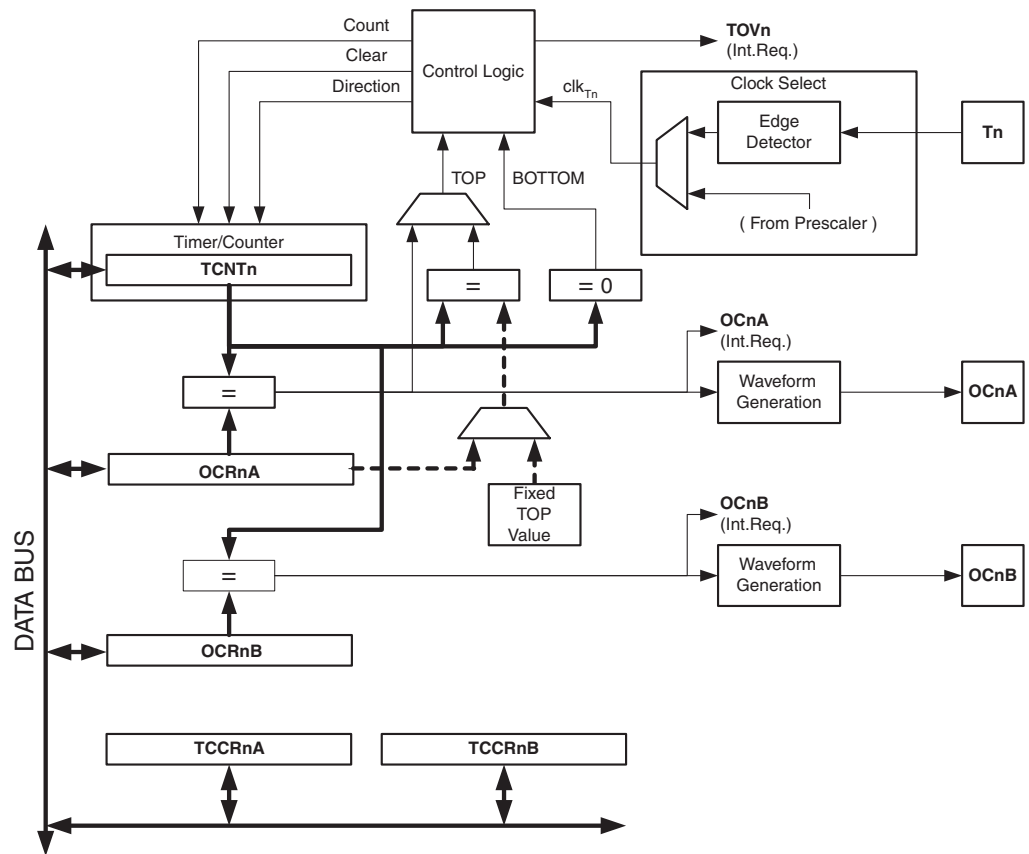 Count
Clear
Direction
Control Logic
TOVn
(Int.Req.)
clkTn
Clock Select
Edge
Detector
Tn
( From Prescaler )
TOP
BOTTOM
Timer/Counter
TCNTn
=
= 0
OCnA
(Int.Req.)
=
Waveform
Generation
OCnA
OCRnA
Fixed
TOP
Value
OCnB
(Int.Req.)
=
Waveform
Generation
OCnB
OCRnB
DATA BUS
TCCRnA
TCCRnB